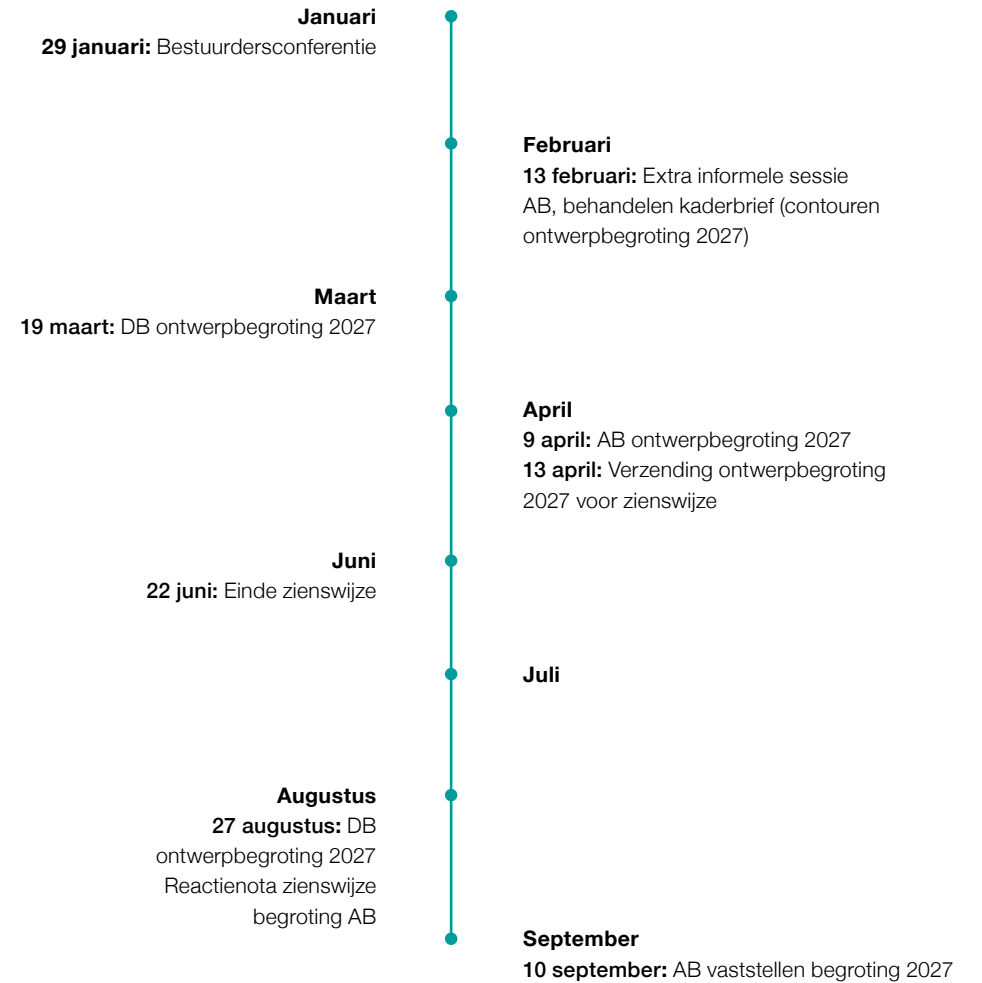 Januari
29 januari: Bestuurdersconferentie
Februari
13 februari: Extra informele sessie
AB, behandelen kaderbrief (contouren
ontwerpbegroting 2027)
Maart
19 maart: DB ontwerpbegroting 2027
April
9 april: AB ontwerpbegroting 2027
13 april: Verzending ontwerpbegroting
2027 voor zienswijze
Juni
22 juni: Einde zienswijze
Juli
Augustus
27 augustus: DB
ontwerpbegroting 2027
Reactienota zienswijze
begroting AB
September
10 september: AB vaststellen begroting 2027